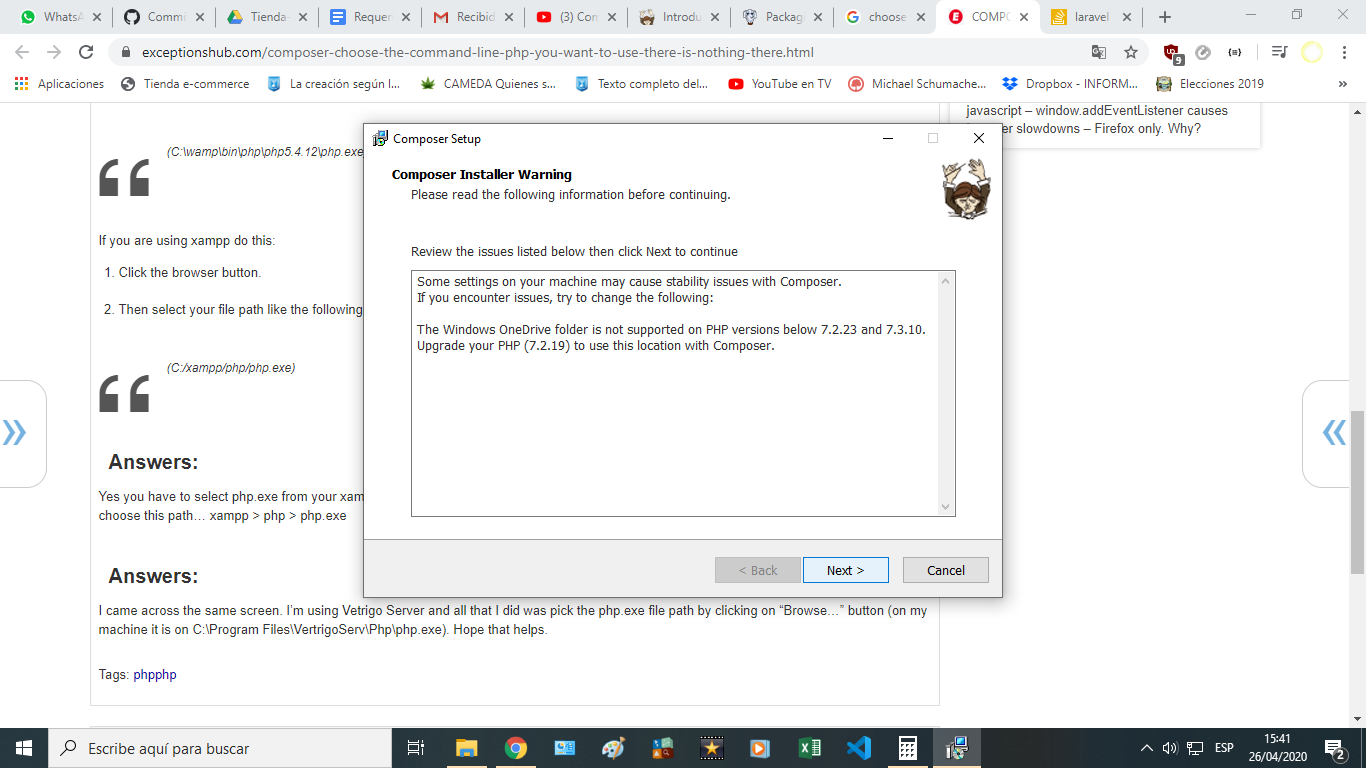 WhatsA
Commi
Tienda-
Requer
Recibid
(3) Con
Introdu
Packag
choose
COMPC
laravel
exceptionshub.com/composer-choose-the-command-line-php-you-want-to-use-there-is-nothing-there.html
9
Aplicaciones
Tienda e-commerce
La creación según l...
CAMEDA Quienes s...
Texto completo del...
YouTube en TV
Michael Schumache...
Dropbox - INFORM...
Elecciones 2019
»
javascript – window.addEventListener causes
er slowdowns – Firefox only. Why?
(C:\wamp\bin\php\php5.4.12\php.exe
If you are using xampp do this:
1. Click the browser button.
2. Then select your file path like the following
(C:/xampp/php/php.exe)
Answers:
Yes you have to select php.exe from your xam
choose this path… xampp > php > php.exe
Answers:
I came across the same screen. I’m using Vetrigo Server and all that I did was pick the php.exe file path by clicking on “Browse…” button (on my
machine it is on C:\Program Files\VertrigoServ\Php\php.exe). Hope that helps.
Tags: phpphp
Composer Setup
Composer Installer Warning
Please read the following information before continuing.
Review the issues listed below then click Next to continue
Some settings on your machine may cause stability issues with Composer.
If you encounter issues, try to change the following:
The Windows OneDrive folder is not supported on PHP versions below 7.2.23 and 7.3.10.
Upgrade your PHP (7.2.19) to use this location with Composer.
< Back
Next >
Cancel
Escribe aquí para buscar
ESP
15:41
26/04/2020
2